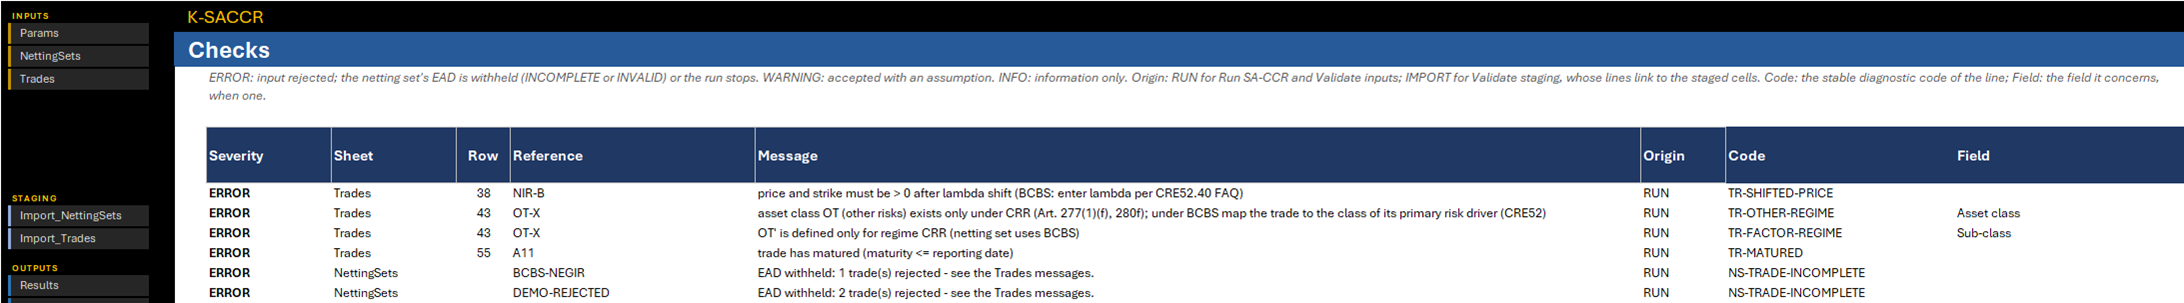 INPUTS
Params
NettingSets
Trades
STAGING
Import_NettingSets
Import_Trades
OUTPUTS
Results
K-SACCR
Checks
ERROR: input rejected; the netting set's EAD is withheld (INCOMPLETE or INVALID) or the run stops. WARNING: accepted with an assumption. INFO: information only. Origin: RUN for Run SA-CCR and Validate inputs; IMPORT for Validate staging, whose lines link to the staged cells. Code: the stable diagnostic code of the line; Field: the field it concerns,
when one.
Severity Sheet Row Reference Message Origin Code Field
ERROR Trades 38 NIR-B price and strike must be > 0 after lambda shift (BCBS: enter lambda per CRE52.40 FAQ) RUN TR-SHIFTED-PRICE
ERROR Trades 43 OT-X asset class OT (other risks) exists only under CRR (Art. 277(1)(f), 280f); under BCBS map the trade to the class of its primary risk driver (CRE52) RUN TR-OTHER-REGIME Asset class
ERROR Trades 43 OT-X OT' is defined only for regime CRR (netting set uses BCBS) RUN TR-FACTOR-REGIME Sub-class
ERROR Trades 55 A11 trade has matured (maturity <= reporting date) RUN TR-MATURED
ERROR NettingSets BCBS-NEGIR EAD withheld: 1 trade(s) rejected - see the Trades messages. RUN NS-TRADE-INCOMPLETE
ERROR NettingSets DEMO-REJECTED EAD withheld: 2 trade(s) rejected - see the Trades messages. RUN NS-TRADE-INCOMPLETE